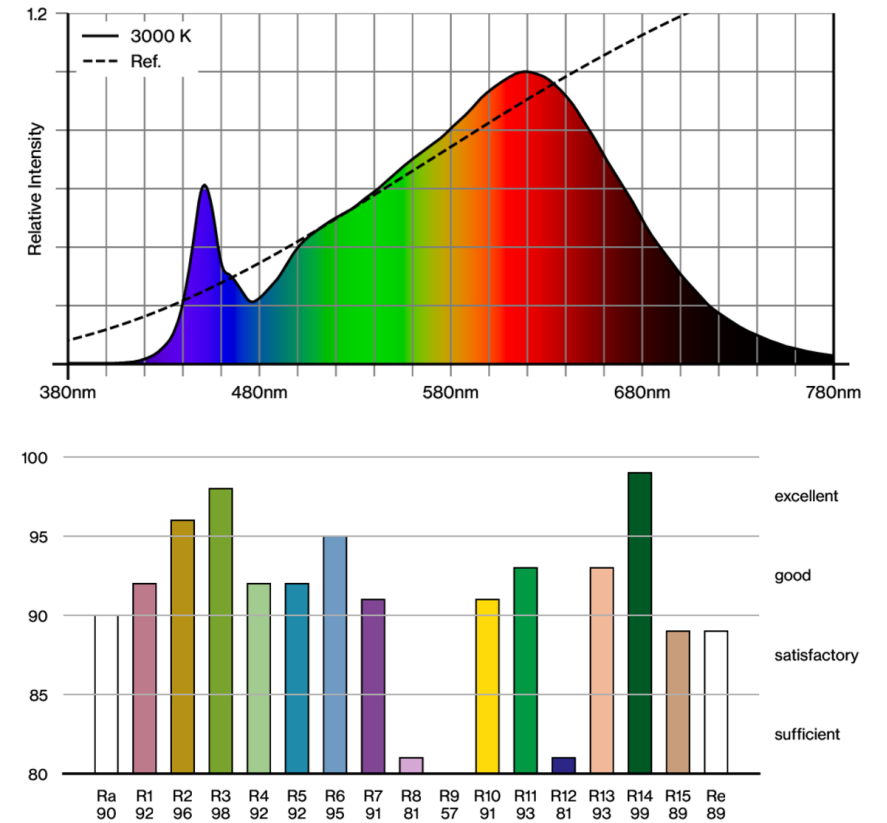 1.2
3000 K
Ref.
Relative Intensity
380nm 480nm 580nm 680nm 780nm
100
excellent
95
good
90
satisfactory
85
sufficient
80
Ra R1 R2 R3 R4 R5 R6 R7 R8 R9 R10 R11 R12 R13 R14 R15 Re
90 92 96 98 92 92 95 91 81 57 91 93 81 93 99 89 89